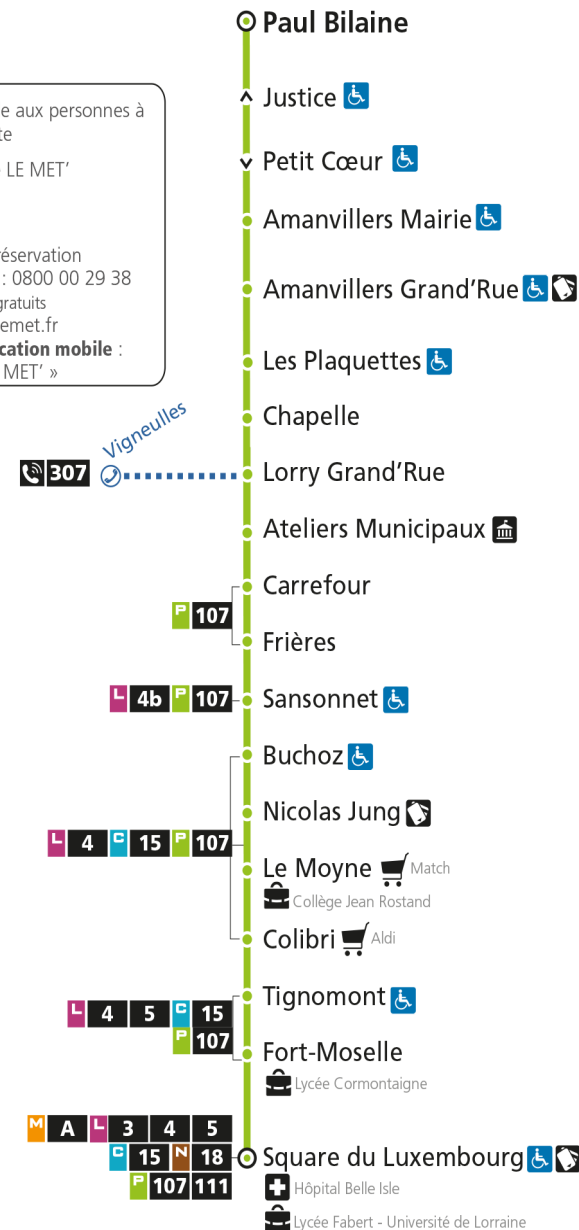 Paul Bilaine
Justice
Petit Cœur
Amanvillers Mairie
Amanvillers Grand'Rue
Les Plaquettes
Chapelle
Vigneulles
307
Lorry Grand'Rue
Ateliers Municipaux
Carrefour
P 107
Frières
L 4b P 107
Sansonnet
Buchoz
Nicolas Jung
L 4 C 15 P 107
Le Moyne Match
Collège Jean Rostand
Colibri Aldi
Tignomont
L 4 5 C 15
P 107
Fort-Moselle
Lycée Cormontaigne
M A L 3 4 5
C 15 N 18
P 107 111
Square du Luxembourg
Hôpital Belle Isle
Lycée Fabert - Université de Lorraine
e aux personnes à
te
LE MET'
réservation
: 0800 00 29 38
gratuits
emet.fr
cation mobile :
MET' »